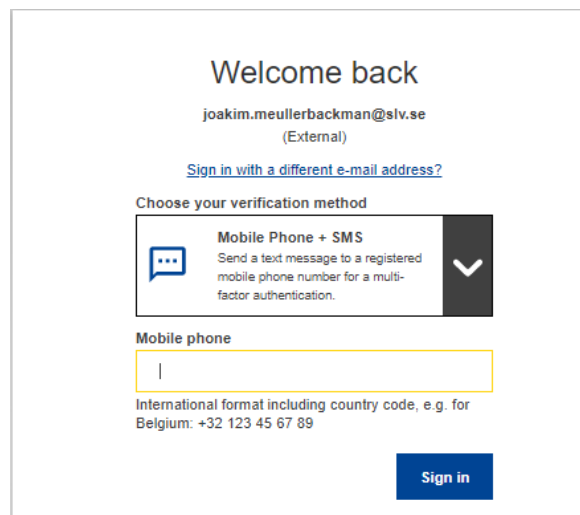 Welcome back
joakim.meullerbackman@slv.se
(External)
Sign in with a different e-mail address?
Choose your verification method
Mobile Phone + SMS
Send a text message to a registered
mobile phone number for a multi-
factor authentication.
Mobile phone
International format including country code, e.g. for
Belgium: +32 123 45 67 89
Sign in